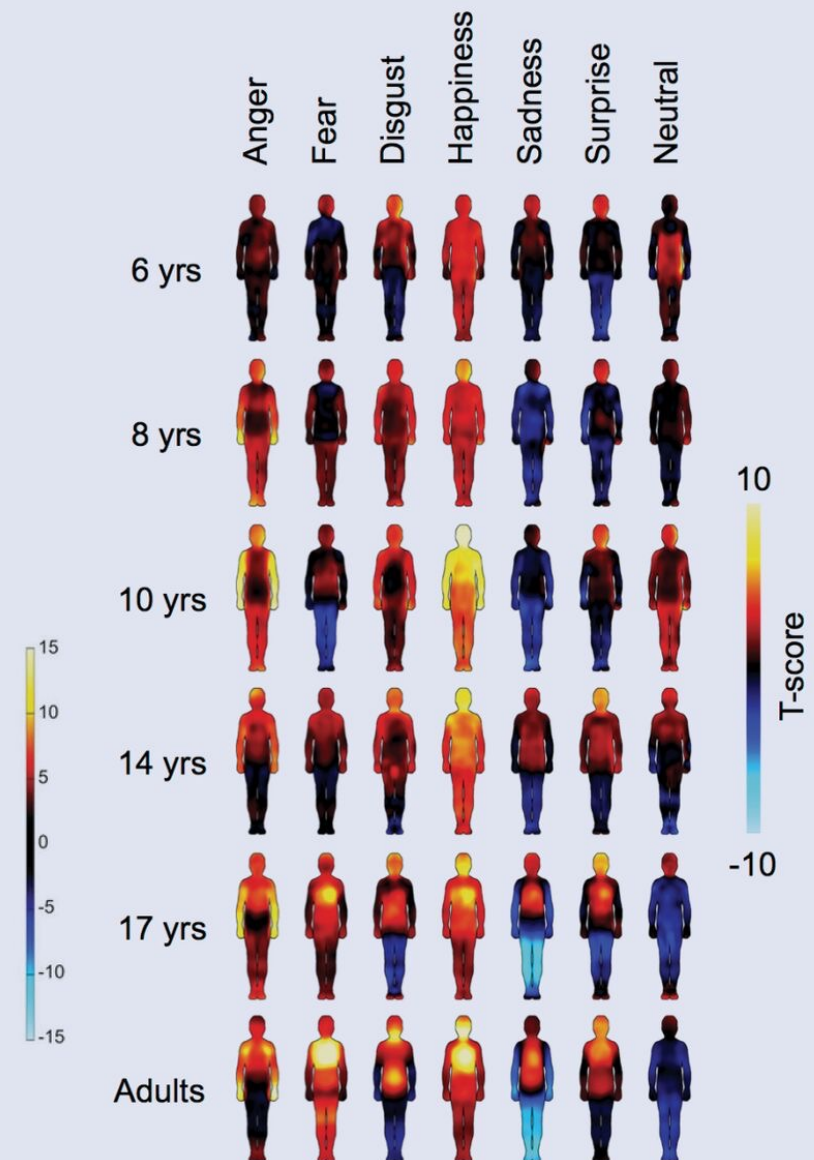 Anger
Fear
Disgust
Happiness
Sadness
Surprise
Neutral
6 yrs
8 yrs
10 yrs
14 yrs
17 yrs
Adults
15
10
5
0
-5
-10
-15
10
T-score
-10